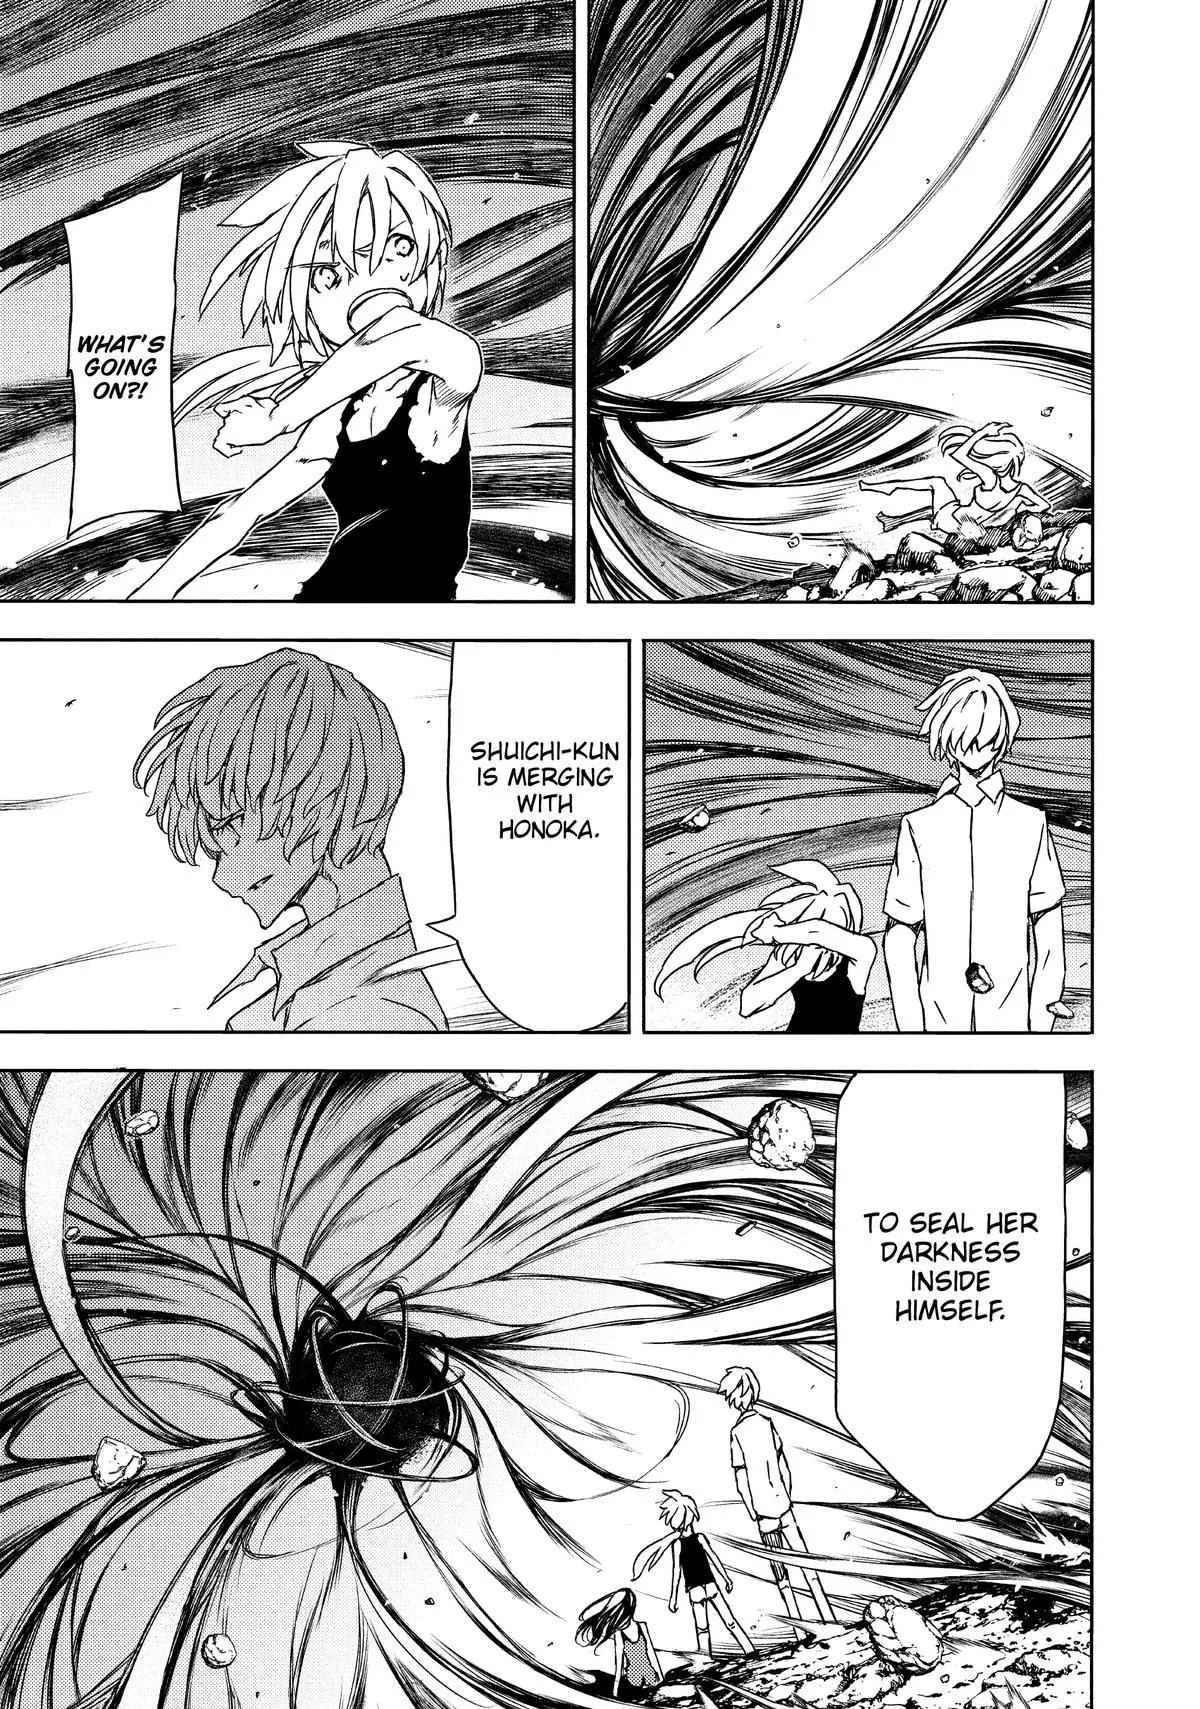 WHAT'S
GOING
ON?!
SHUICHI-KUN
IS MERGING
WITH
HONOKA.
TO SEAL HER
DARKNESS
INSIDE
HIMSELF.